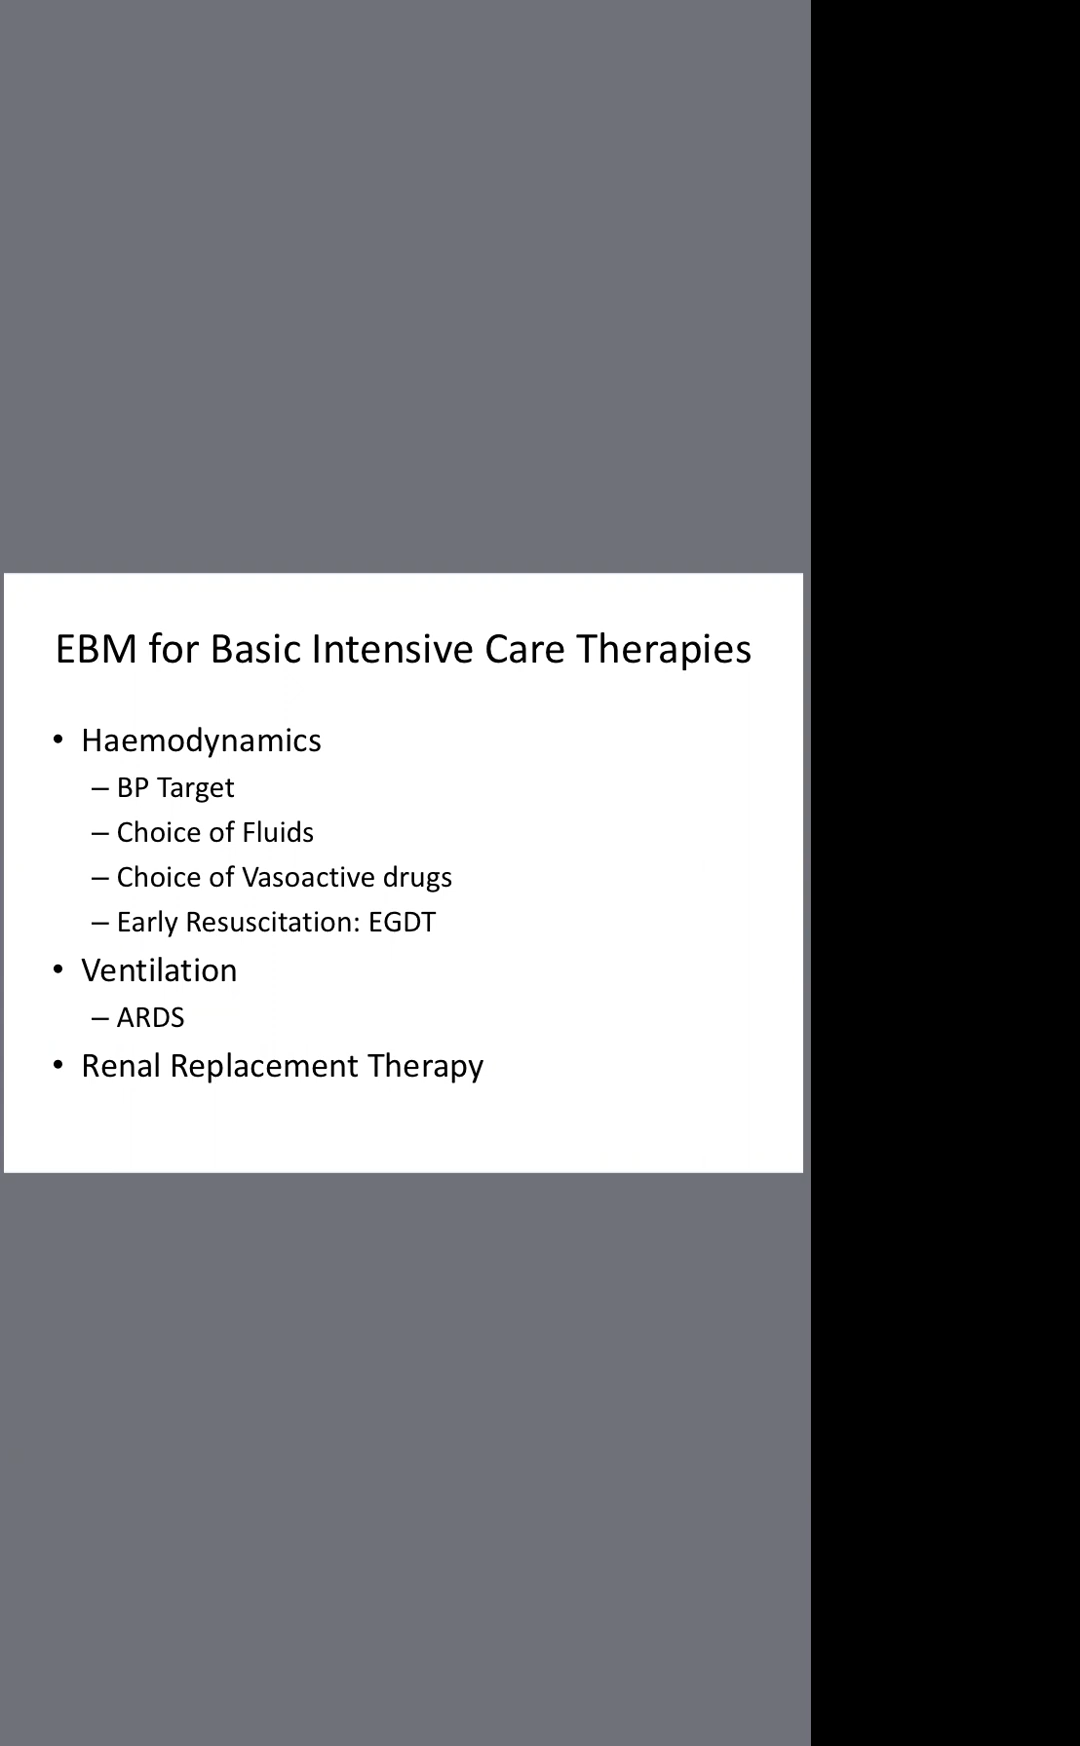 EBM for Basic Intensive Care Therapies
• Haemodynamics
– BP Target
– Choice of Fluids
– Choice of Vasoactive drugs
– Early Resuscitation: EGDT
• Ventilation
– ARDS
• Renal Replacement Therapy